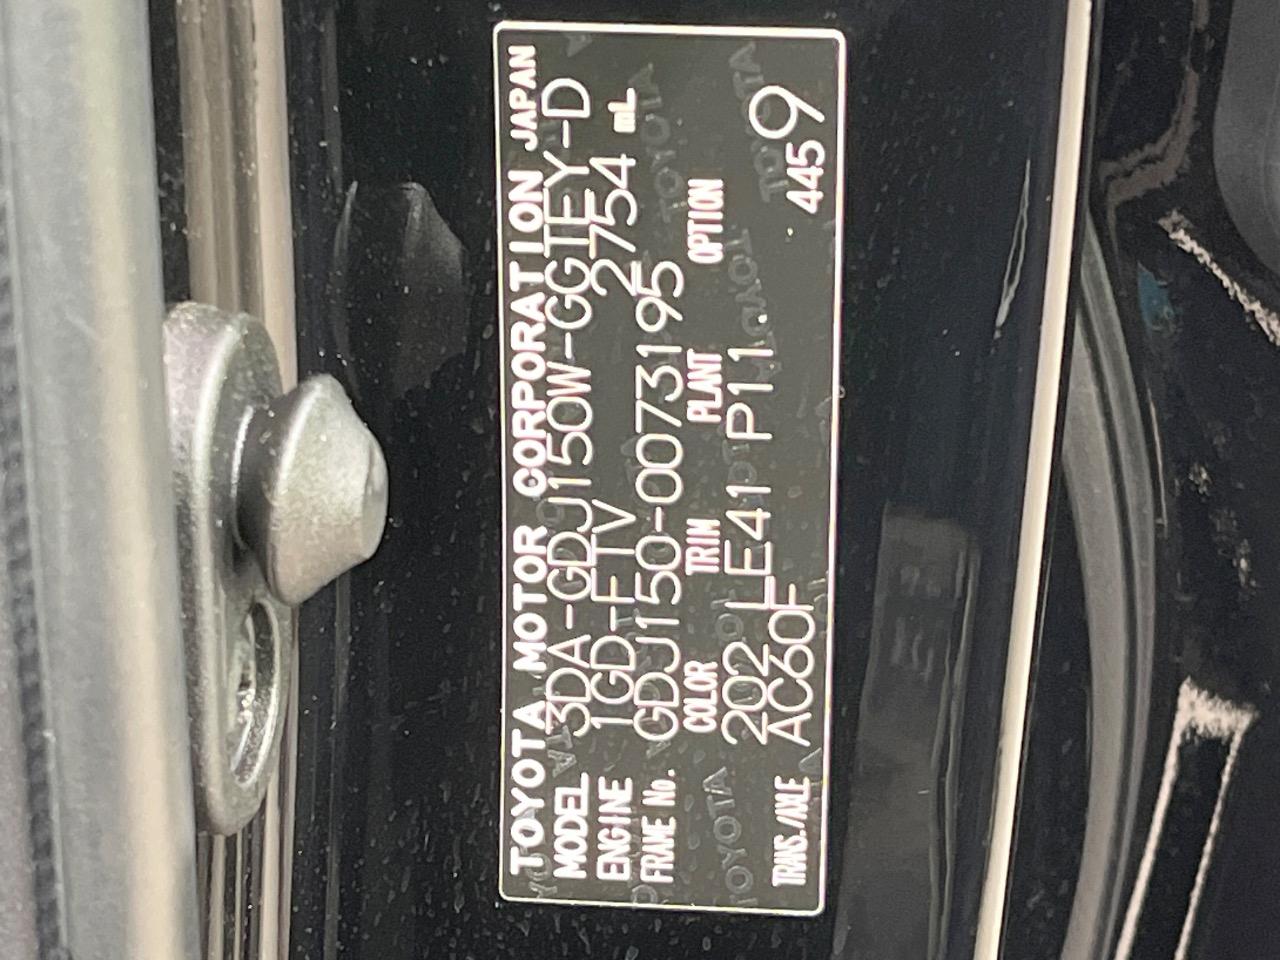 TOYOTA MOTOR CORPORATION JAPAN
MODEL 3DA-GDJ150W-GGTEY-D
ENGINE 1GD-FTV 2754 mL
FRAME No. GDJ150-0073195
COLOR TRIM PLANT OPTION
202 LE41 P11
TRANS./AXLE AC60F 4459